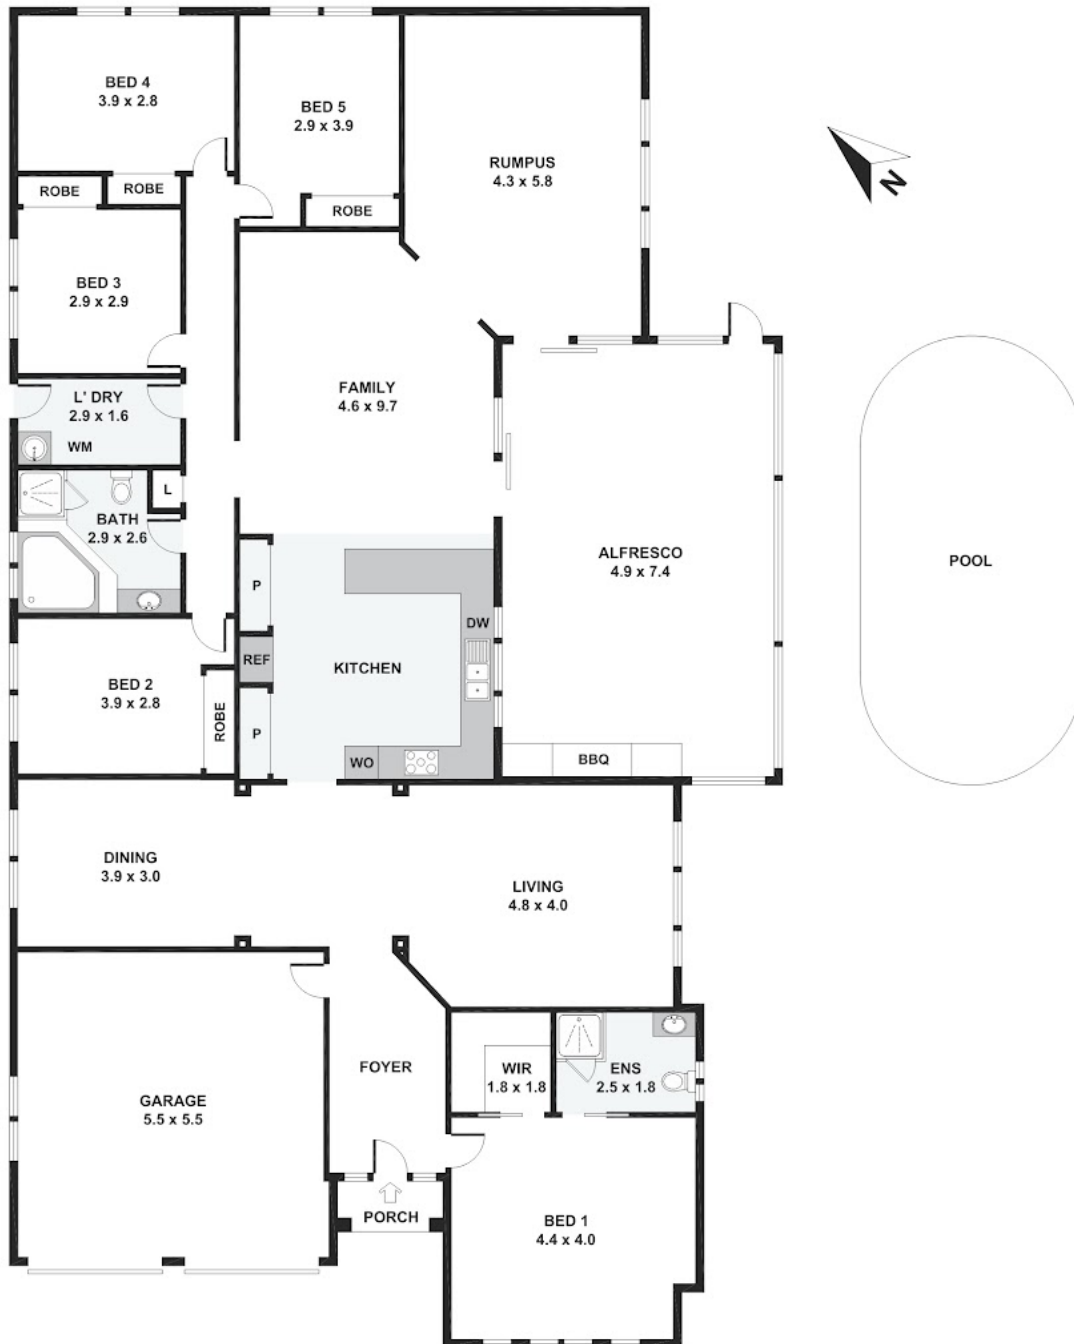 BED 4
3.9 x 2.8
BED 5
2.9 x 3.9
RUMPUS
4.3 x 5.8
N
ROBE
ROBE
ROBE
BED 3
2.9 x 2.9
FAMILY
4.6 x 9.7
L' DRY
2.9 x 1.6
WM
L
BATH
2.9 x 2.6
ALFRESCO
4.9 x 7.4
POOL
P
DW
REF
KITCHEN
BED 2
3.9 x 2.8
ROBE
P
WO
BBQ
DINING
3.9 x 3.0
LIVING
4.8 x 4.0
FOYER
WIR
1.8 x 1.8
ENS
2.5 x 1.8
GARAGE
5.5 x 5.5
PORCH
BED 1
4.4 x 4.0